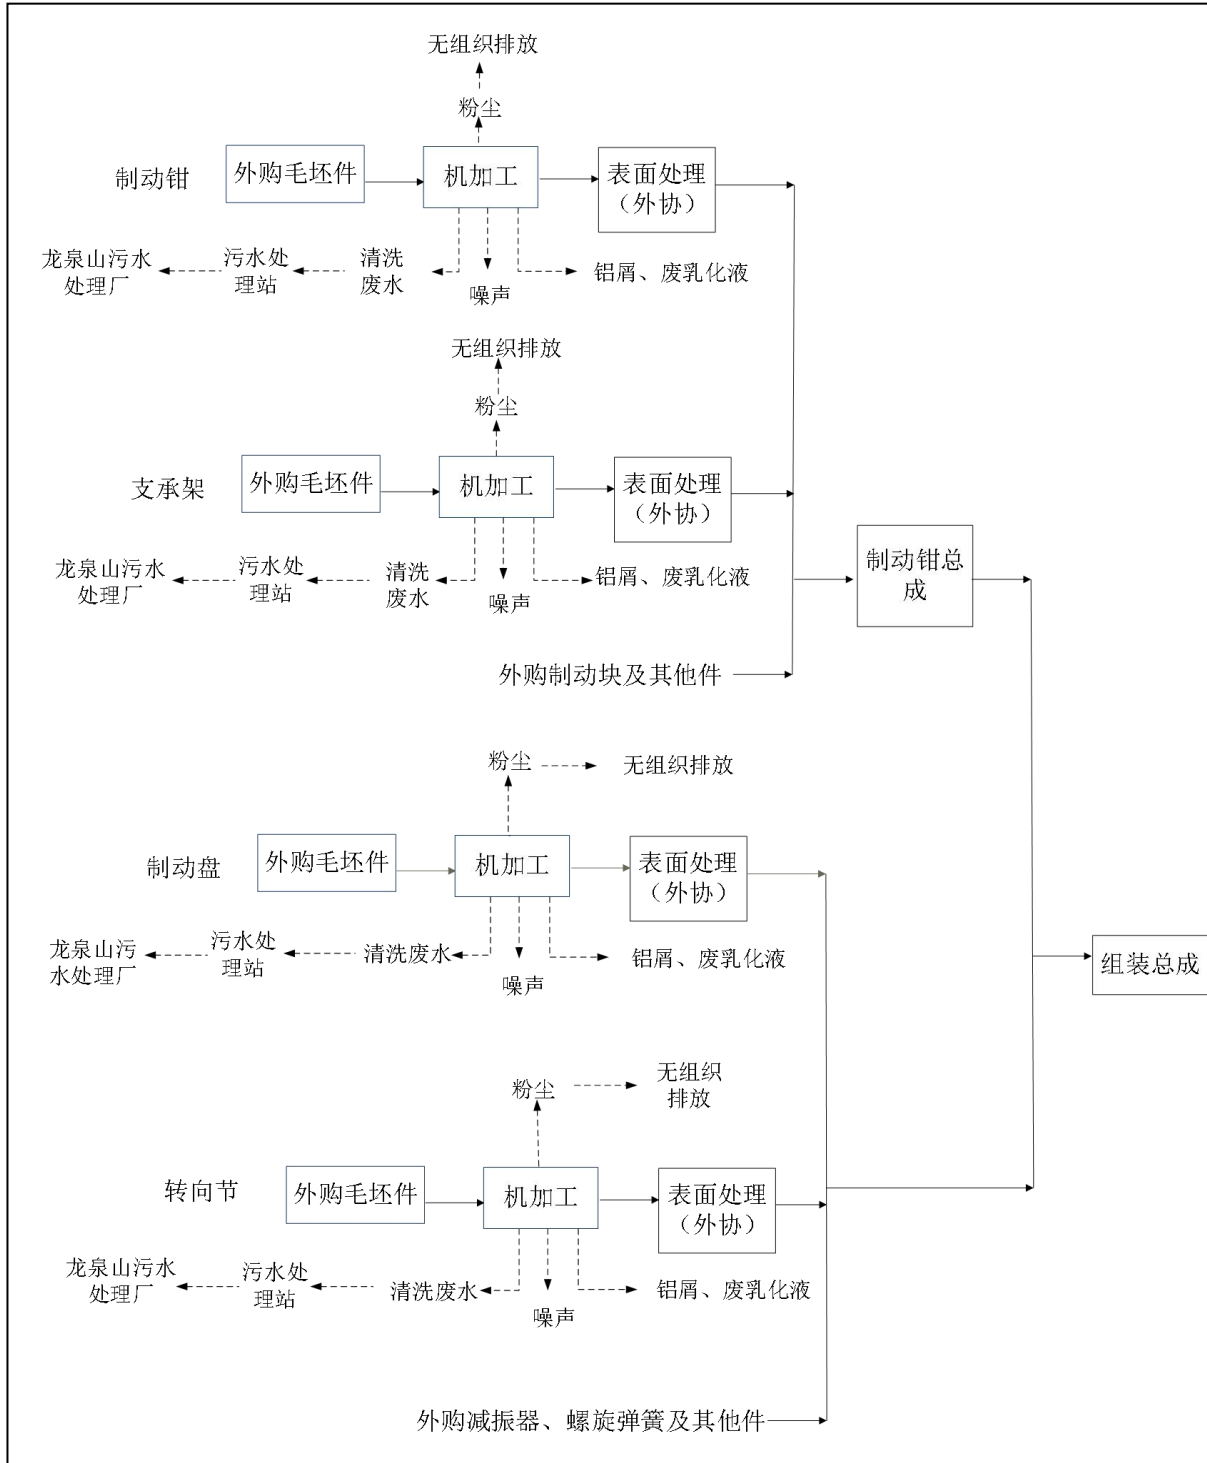 无组织排放
粉尘
制动钳
外购毛坯件
机加工
表面处理
（外协）
龙泉山污水
处理厂
污水处
理站
清洗
废水
噪声
铝屑、废乳化液
无组织排放
粉尘
支承架
外购毛坯件
机加工
表面处理
（外协）
龙泉山污水
处理厂
污水处
理站
清洗
废水
噪声
铝屑、废乳化液
制动钳总
成
外购制动块及其他件
粉尘
无组织排放
制动盘
外购毛坯件
机加工
表面处理
（外协）
龙泉山污
水处理厂
污水处
理站
清洗废水
噪声
铝屑、废乳化液
组装总成
粉尘
无组织
排放
转向节
外购毛坯件
机加工
表面处理
（外协）
龙泉山污水
处理厂
污水处
理站
清洗废水
噪声
铝屑、废乳化液
外购减振器、螺旋弹簧及其他件